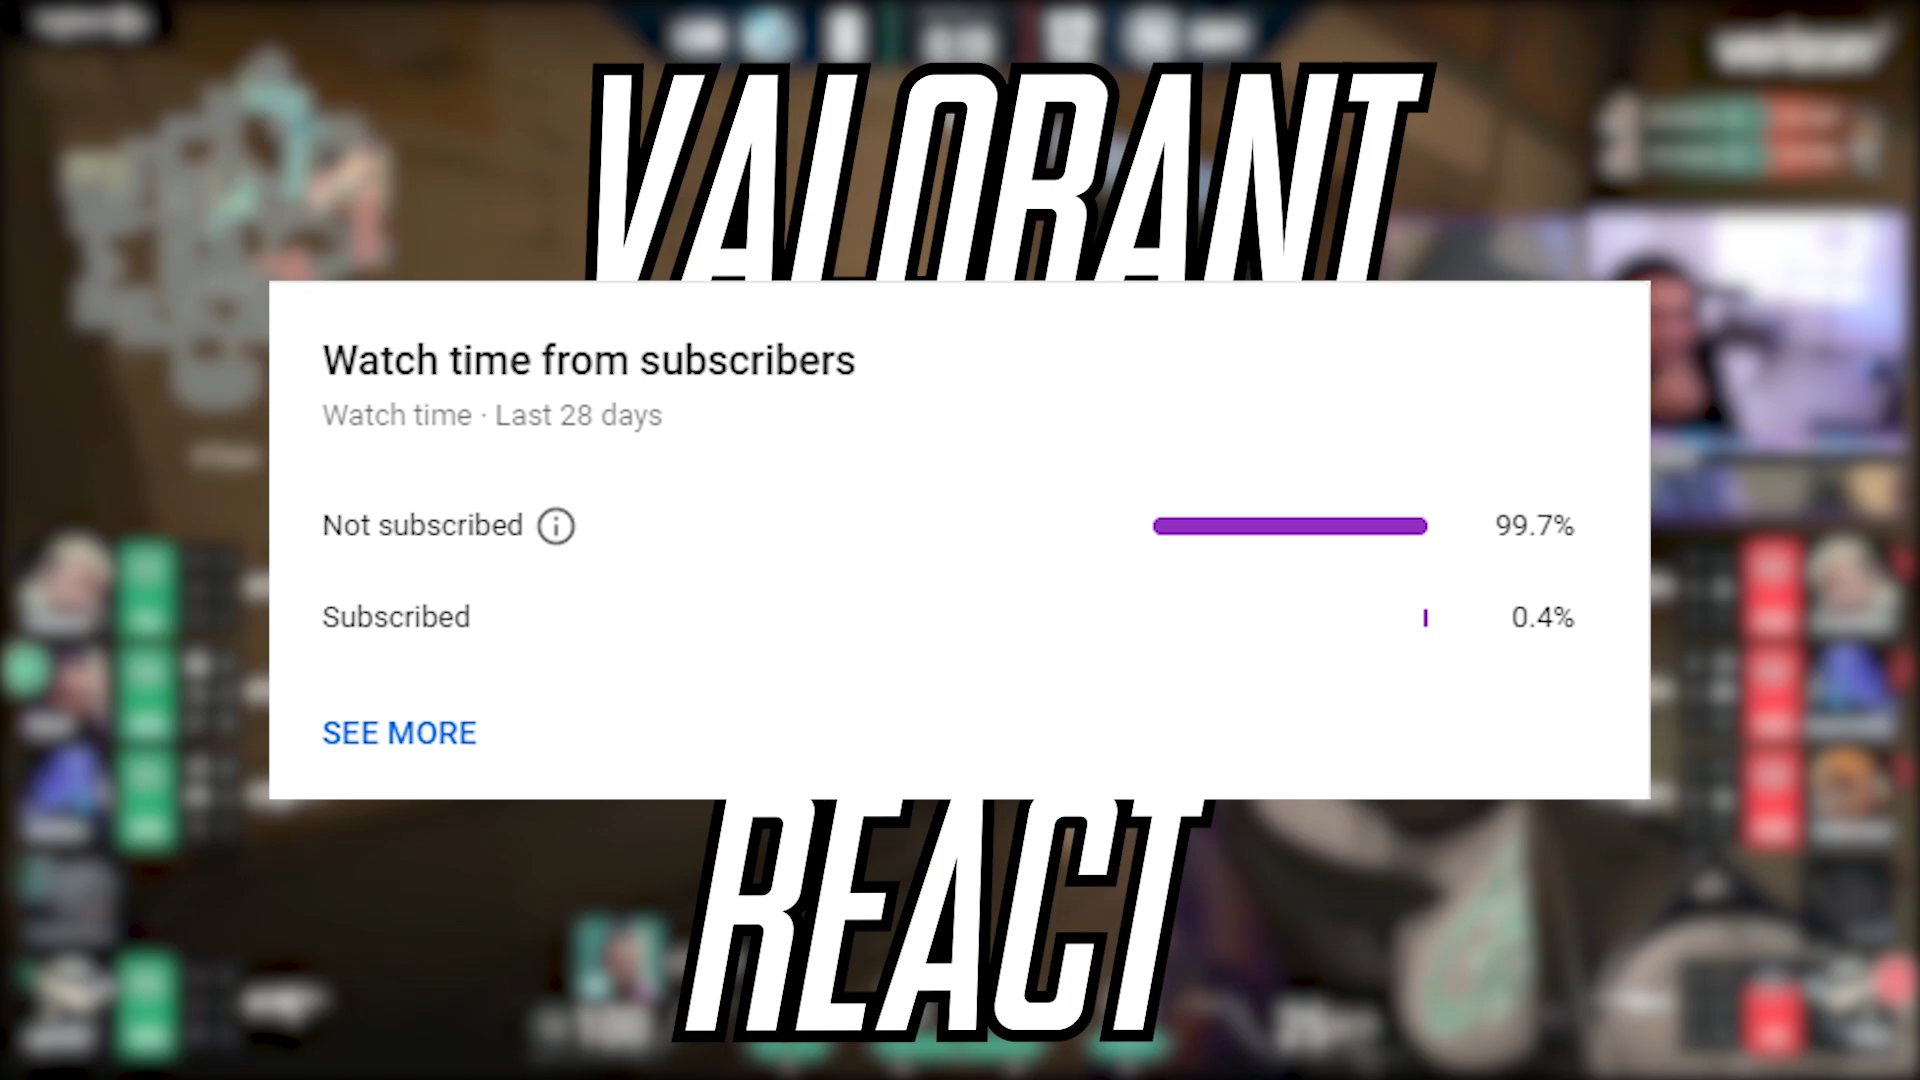 VALORANT
Watch time from subscribers
Watch time · Last 28 days
Not subscribed 99.7%
Subscribed 0.4%
SEE MORE
REACT